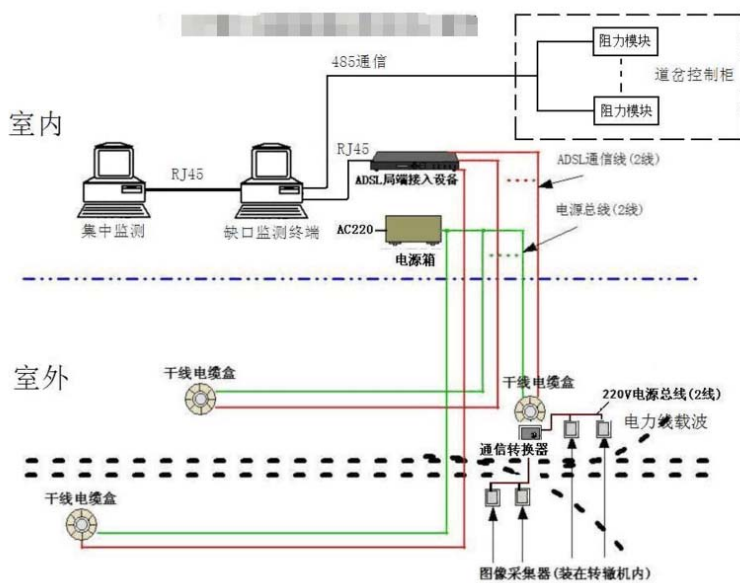 阻力模块
485通信
道岔控制柜
阻力模块
室内
RJ45
ADSL通信线(2线)
RJ45
ADSL局端接入设备
电源总线(2线)
集中监测
缺口监测终端
AC220
电源箱
室外
干线电缆盒
干线电缆盒
220V电源总线(2线)
电力线载波
通信转换器
干线电缆盒
图像采集器(装在转辙机内)